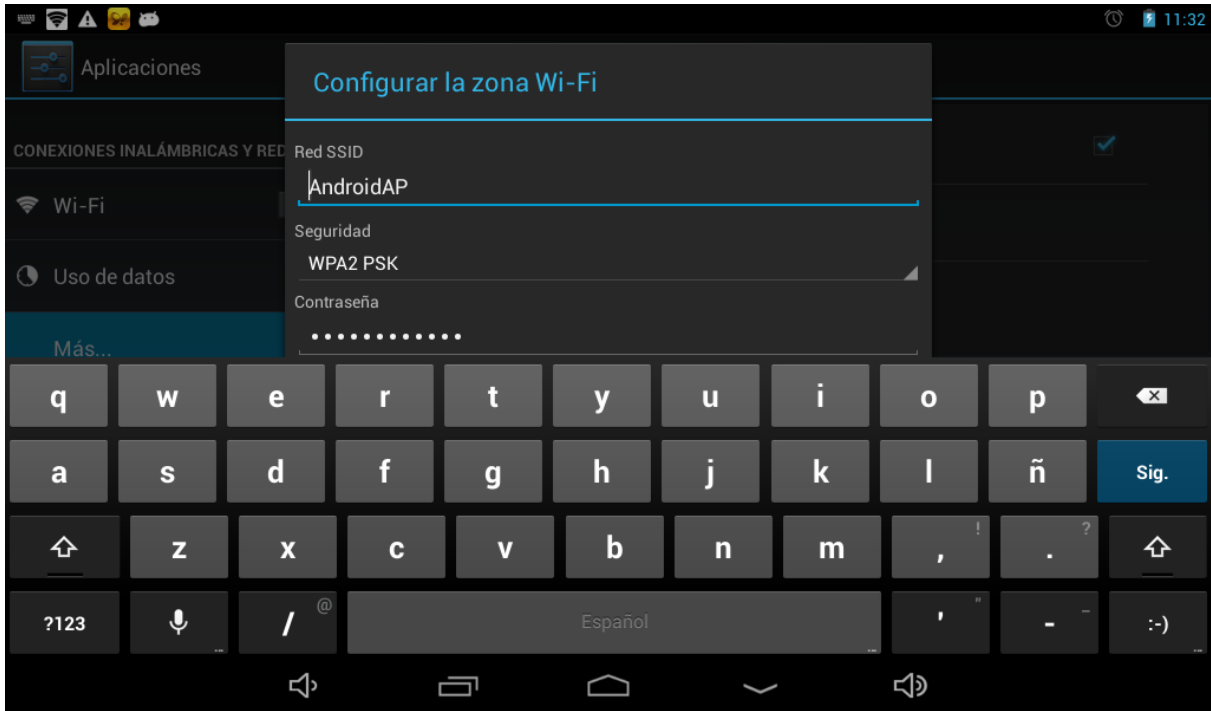 11:32
Aplicaciones
Configurar la zona Wi-Fi
CONEXIONES INALÁMBRICAS Y RED
Red SSID
AndroidAP
Wi-Fi
Seguridad
WPA2 PSK
Uso de datos
Contraseña
••••••••••••
Más...
q w e r t y u i o p
a s d f g h j k l ñ Sig.
z x c v b n m , ! . ?
?123 / @ Español ' " - _ :-)